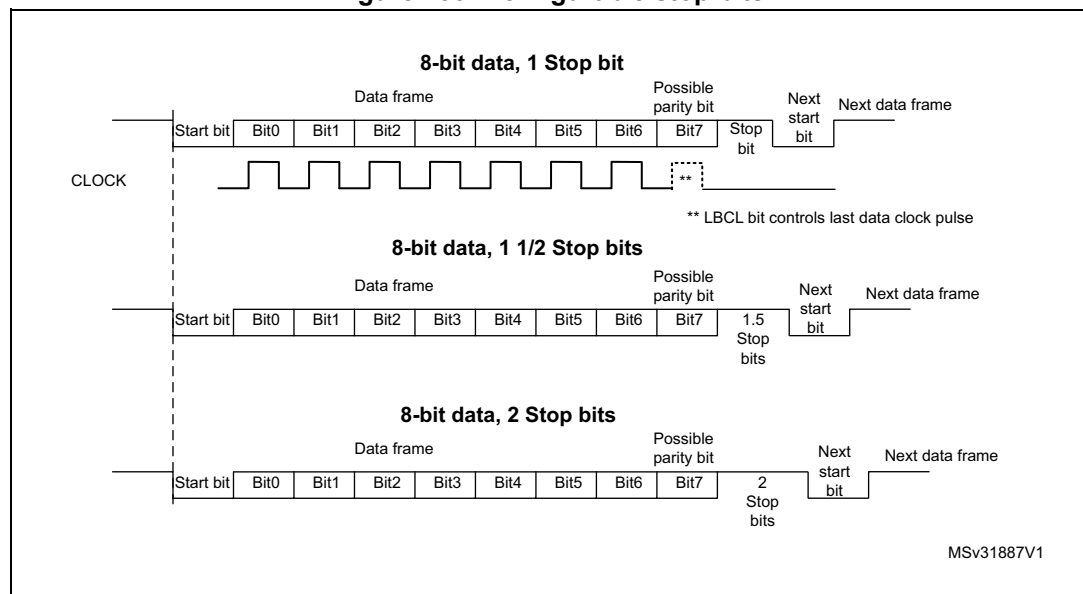 8-bit data, 1 Stop bit
Data frame
Possible
parity bit
Next
start
bit
Next data frame
Start bit Bit0 Bit1 Bit2 Bit3 Bit4 Bit5 Bit6 Bit7 Stop
bit
CLOCK
**
** LBCL bit controls last data clock pulse
8-bit data, 1 1/2 Stop bits
Data frame
Possible
parity bit
Next
start
bit
Next data frame
Start bit Bit0 Bit1 Bit2 Bit3 Bit4 Bit5 Bit6 Bit7 1.5
Stop
bits
8-bit data, 2 Stop bits
Data frame
Possible
parity bit
Next
start
bit
Next data frame
Start bit Bit0 Bit1 Bit2 Bit3 Bit4 Bit5 Bit6 Bit7 2
Stop
bits
MSv31887V1